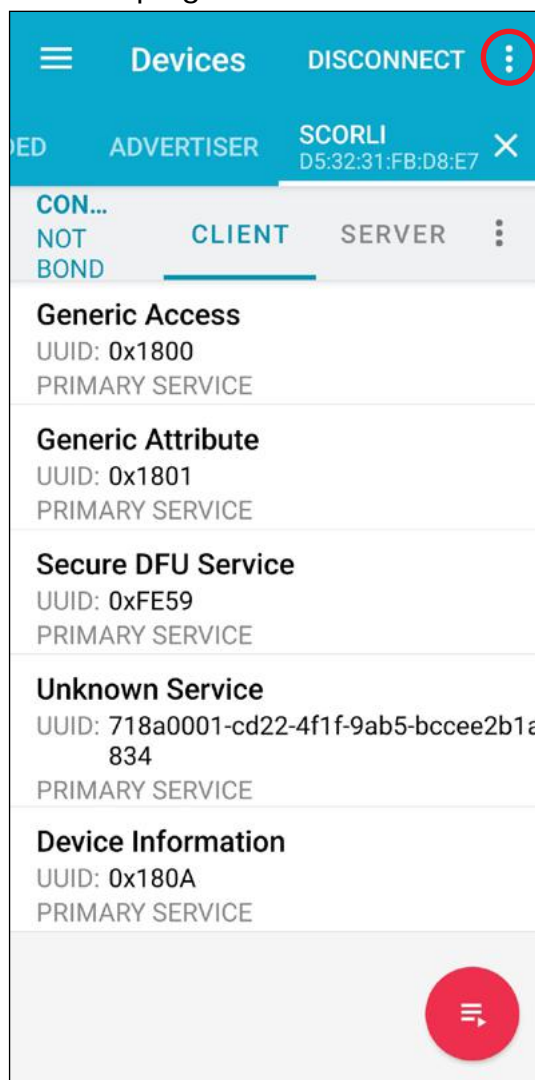 Devices DISCONNECT
ADVERTISER SCORLI
D5:32:31:FB:D8:E7
CON...
NOT
BOND
CLIENT SERVER
Generic Access
UUID: 0x1800
PRIMARY SERVICE
Generic Attribute
UUID: 0x1801
PRIMARY SERVICE
Secure DFU Service
UUID: 0xFE59
PRIMARY SERVICE
Unknown Service
UUID: 718a0001-cd22-4f1f-9ab5-bccee2b1a
834
PRIMARY SERVICE
Device Information
UUID: 0x180A
PRIMARY SERVICE